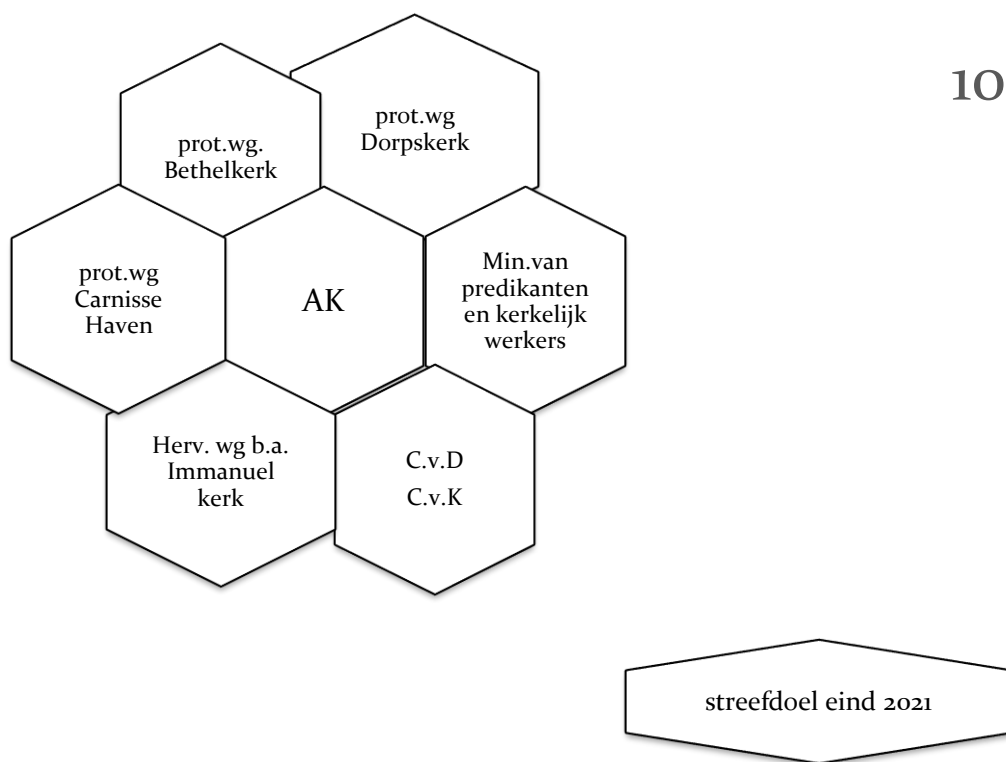 10
prot.wg
Dorpskerk
prot.wg.
Bethelkerk
prot.wg
Carnisse
Haven
AK
Min.van
predikanten
en kerkelijk
werkers
Herv. wg b.a.
Immanuel
kerk
C.v.D
C.v.K
streefdoel eind 2021